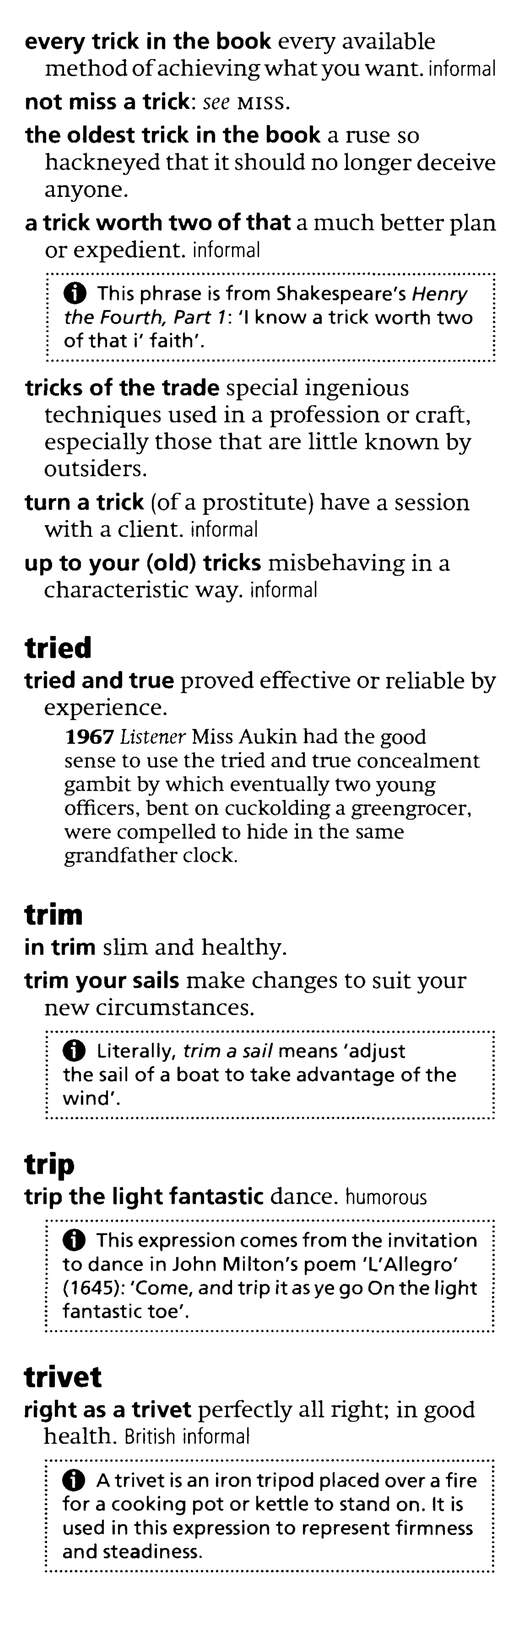 every trick in the book every available
method of achieving what you want. informal
not miss a trick: see MISS.
the oldest trick in the book a ruse so
hackneyed that it should no longer deceive
anyone.
a trick worth two of that a much better plan
or expedient. informal
i This phrase is from Shakespeare's Henry
the Fourth, Part 1: 'I know a trick worth two
of that i' faith'.
tricks of the trade special ingenious
techniques used in a profession or craft,
especially those that are little known by
outsiders.
turn a trick (of a prostitute) have a session
with a client. informal
up to your (old) tricks misbehaving in a
characteristic way. informal
tried
tried and true proved effective or reliable by
experience.
1967 Listener Miss Aukin had the good
sense to use the tried and true concealment
gambit by which eventually two young
officers, bent on cuckolding a greengrocer,
were compelled to hide in the same
grandfather clock.
trim
in trim slim and healthy.
trim your sails make changes to suit your
new circumstances.
i Literally, trim a sail means 'adjust
the sail of a boat to take advantage of the
wind'.
trip
trip the light fantastic dance. humorous
i This expression comes from the invitation
to dance in John Milton's poem 'L'Allegro'
(1645): 'Come, and trip it as ye go On the light
fantastic toe'.
trivet
right as a trivet perfectly all right; in good
health. British informal
i A trivet is an iron tripod placed over a fire
for a cooking pot or kettle to stand on. It is
used in this expression to represent firmness
and steadiness.